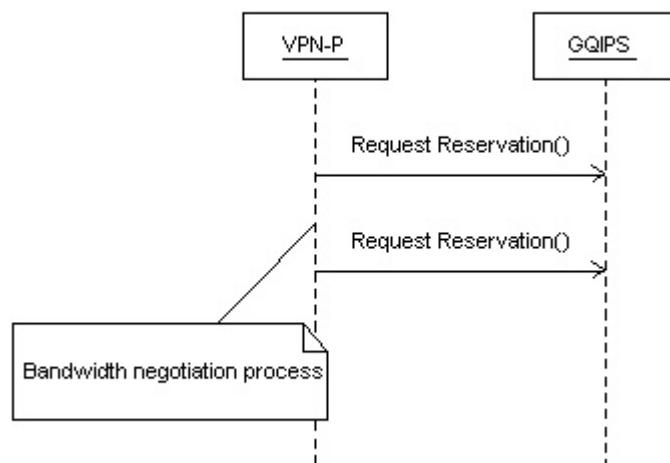 VPN-P
GQIPS
Request Reservation()
Request Reservation()
Bandwidth negotiation process